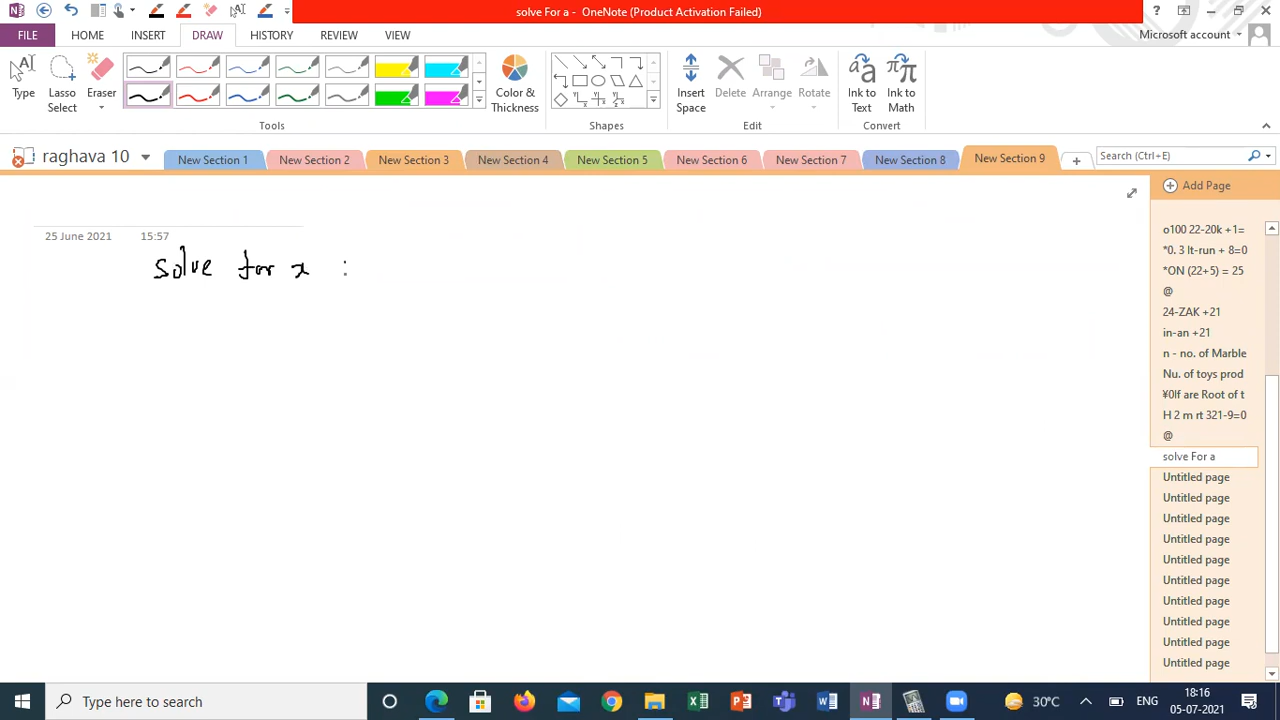 solve For a - OneNote (Product Activation Failed)
FILE HOME INSERT DRAW HISTORY REVIEW VIEW Microsoft account
Type Lasso Select Eraser Color & Thickness Insert Space Delete Arrange Rotate Ink to Text Ink to Math
Tools Shapes Edit Convert
raghava 10 New Section 1 New Section 2 New Section 3 New Section 4 New Section 5 New Section 6 New Section 7 New Section 8 New Section 9 Search (Ctrl+E)
Add Page
25 June 2021 15:57
solve for x :
o100 22-20k +1=
*0. 3 lt-run + 8=0
*ON (22+5) = 25
@
24-ZAK +21
in-an +21
n - no. of Marble
Nu. of toys prod
¥0lf are Root of t
H 2 m rt 321-9=0
@
solve For a
Untitled page
Untitled page
Untitled page
Untitled page
Untitled page
Untitled page
Untitled page
Untitled page
Untitled page
Untitled page
Type here to search 30°C ENG 18:16
05-07-2021